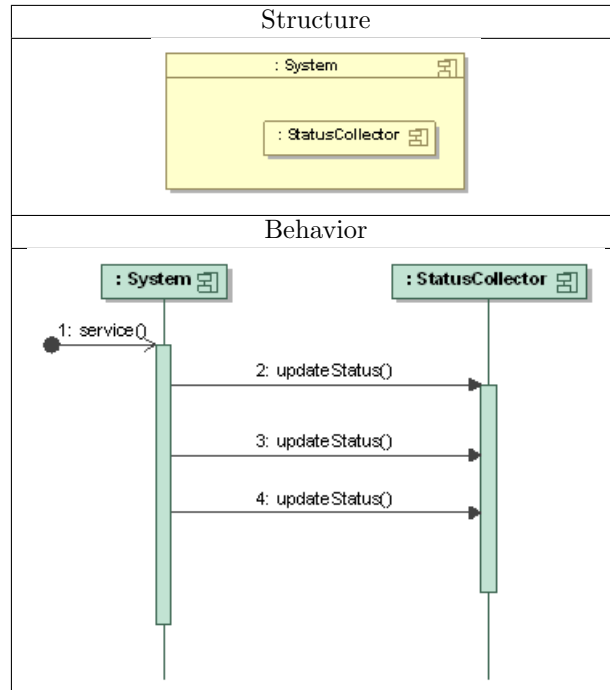 Structure
: System
: StatusCollector
Behavior
: System
: StatusCollector
1: service()
2: updateStatus()
3: updateStatus()
4: updateStatus()